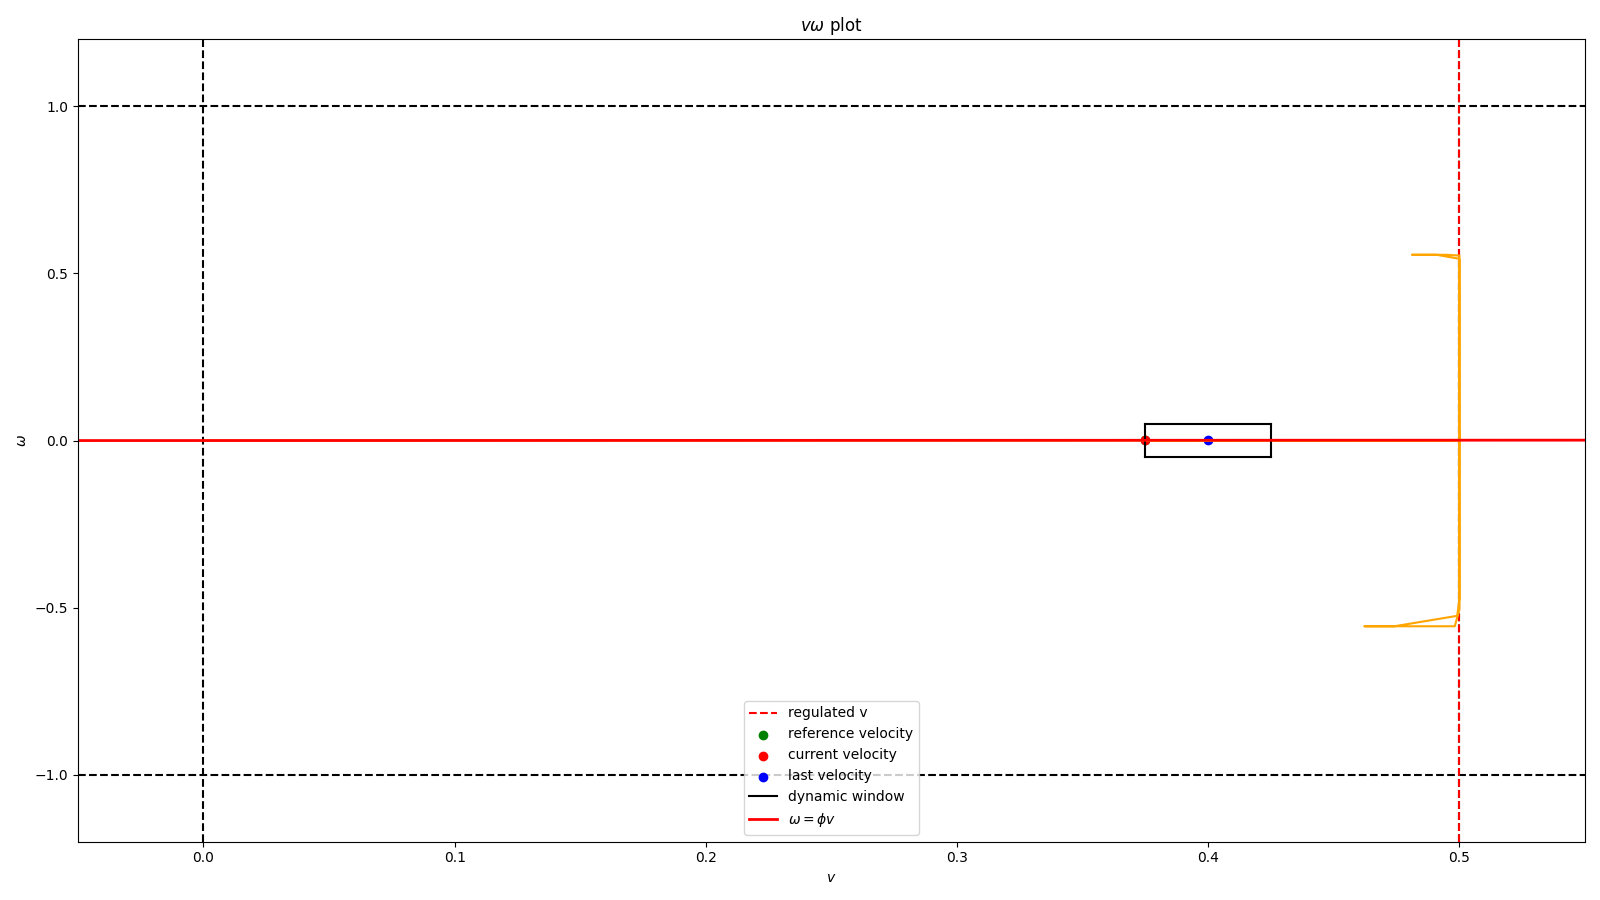 vω plot
1.0
0.5
0.0
−0.5
−1.0
ω
regulated v
reference velocity
current velocity
last velocity
dynamic window
ω = ϕv
0.0 0.1 0.2 0.3 0.4 0.5
v